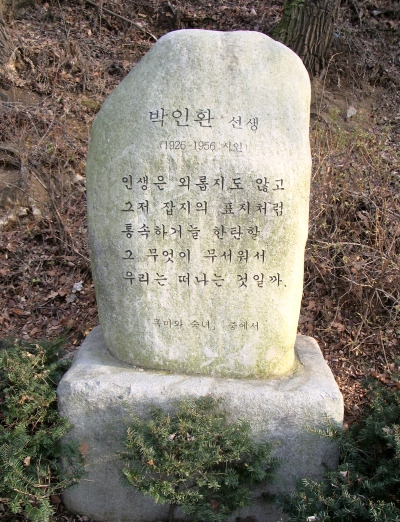 박인환 선생
(1926-1956 시인)
인생은 외롭지도 않고
그저 잡지의 표지처럼
통속하거늘 한탄할
그 무엇이 무서워서
우리는 떠나는 것일까.
「목마와 숙녀」 중에서